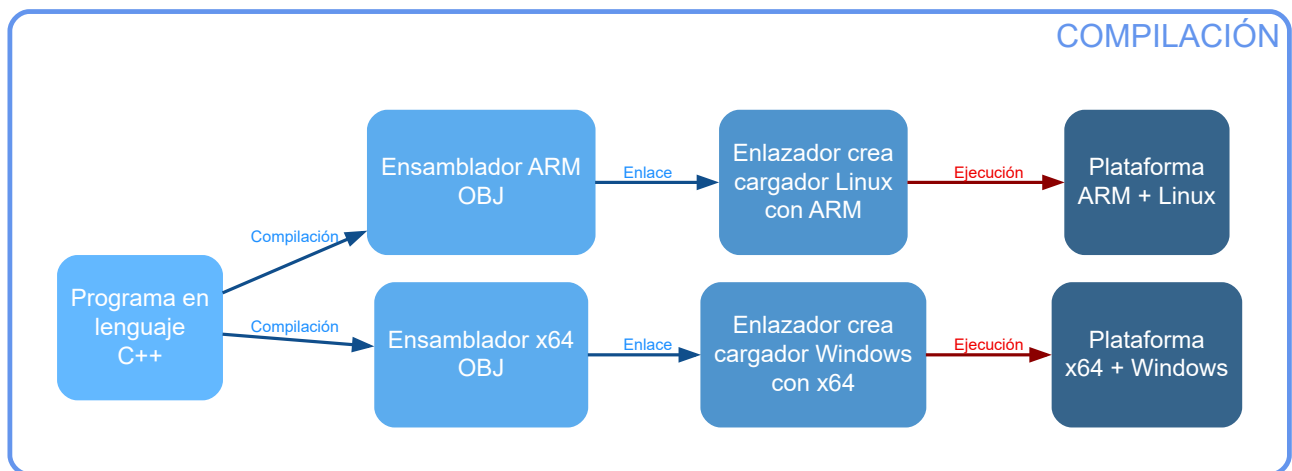 COMPILACIÓN
Programa en
lenguaje
C++
Compilación
Ensamblador ARM
OBJ
Enlace
Enlazador crea
cargador Linux
con ARM
Ejecución
Plataforma
ARM + Linux
Compilación
Ensamblador x64
OBJ
Enlace
Enlazador crea
cargador Windows
con x64
Ejecución
Plataforma
x64 + Windows